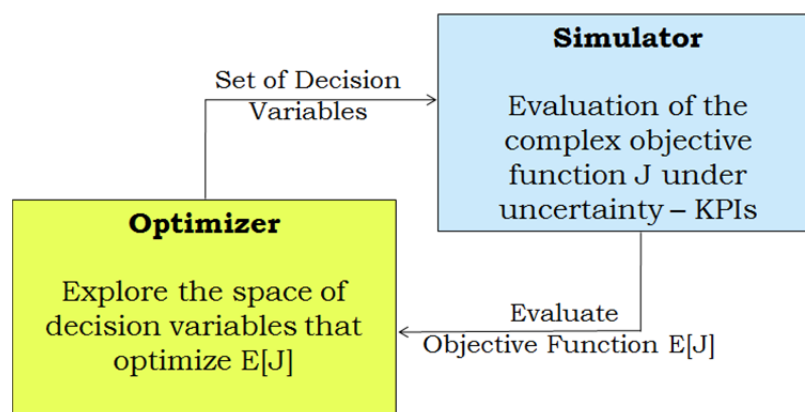 Simulator
Evaluation of the
complex objective
function J under
uncertainty – KPIs
Set of Decision
Variables
Optimizer
Explore the space of
decision variables that
optimize E[J]
Evaluate
Objective Function E[J]